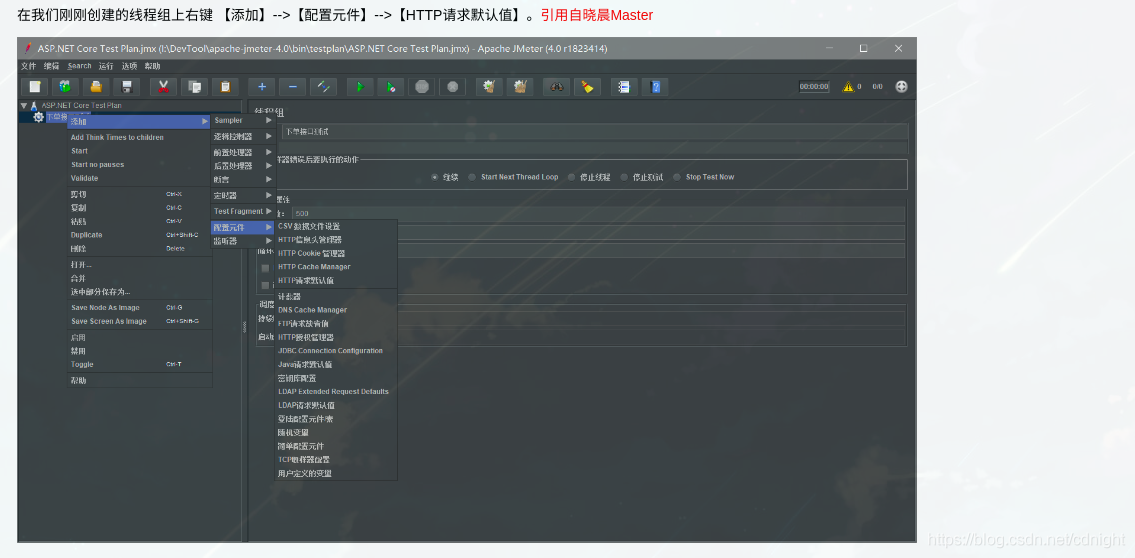 在我们刚刚创建的线程组上右键 【添加】-->【配置元件】-->【HTTP请求默认值】。引用自晓晨Master
ASP.NET Core Test Plan.jmx (I:\DevTool\apache-jmeter-4.0\bin\testplan\ASP.NET Core Test Plan.jmx) - Apache JMeter (4.0 r1823414)
文件 编辑 Search 运行 选项 帮助
00:00:00 0 0/0
ASP.NET Core Test Plan
线程组
添加
Sampler
下单接口测试
逻辑控制器
Add Think Times to children
前置处理器
Start
后置处理器
取样器错误后要执行的动作
Start no pauses
断言
继续 Start Next Thread Loop 停止线程 停止测试 Stop Test Now
Validate
定时器
剪切 Ctrl-X
复制 Ctrl-C
Test Fragment
500
粘贴 Ctrl-V
配置元件
Duplicate Ctrl+Shift-C
监听器
删除 Delete
打开...
合并
选中部分保存为...
Save Node As Image Ctrl-G
Save Screen As Image Ctrl+Shift-G
启用
禁用
Toggle Ctrl-T
帮助
CSV 数据文件设置
HTTP信息头管理器
HTTP Cookie 管理器
HTTP Cache Manager
HTTP请求默认值
计数器
DNS Cache Manager
FTP请求缺省值
HTTP授权管理器
JDBC Connection Configuration
Java请求默认值
密钥库配置
LDAP Extended Request Defaults
LDAP请求默认值
登陆配置元件/素
随机变量
简单配置元件
TCP取样器配置
用户定义的变量
https://blog.csdn.net/cdnight